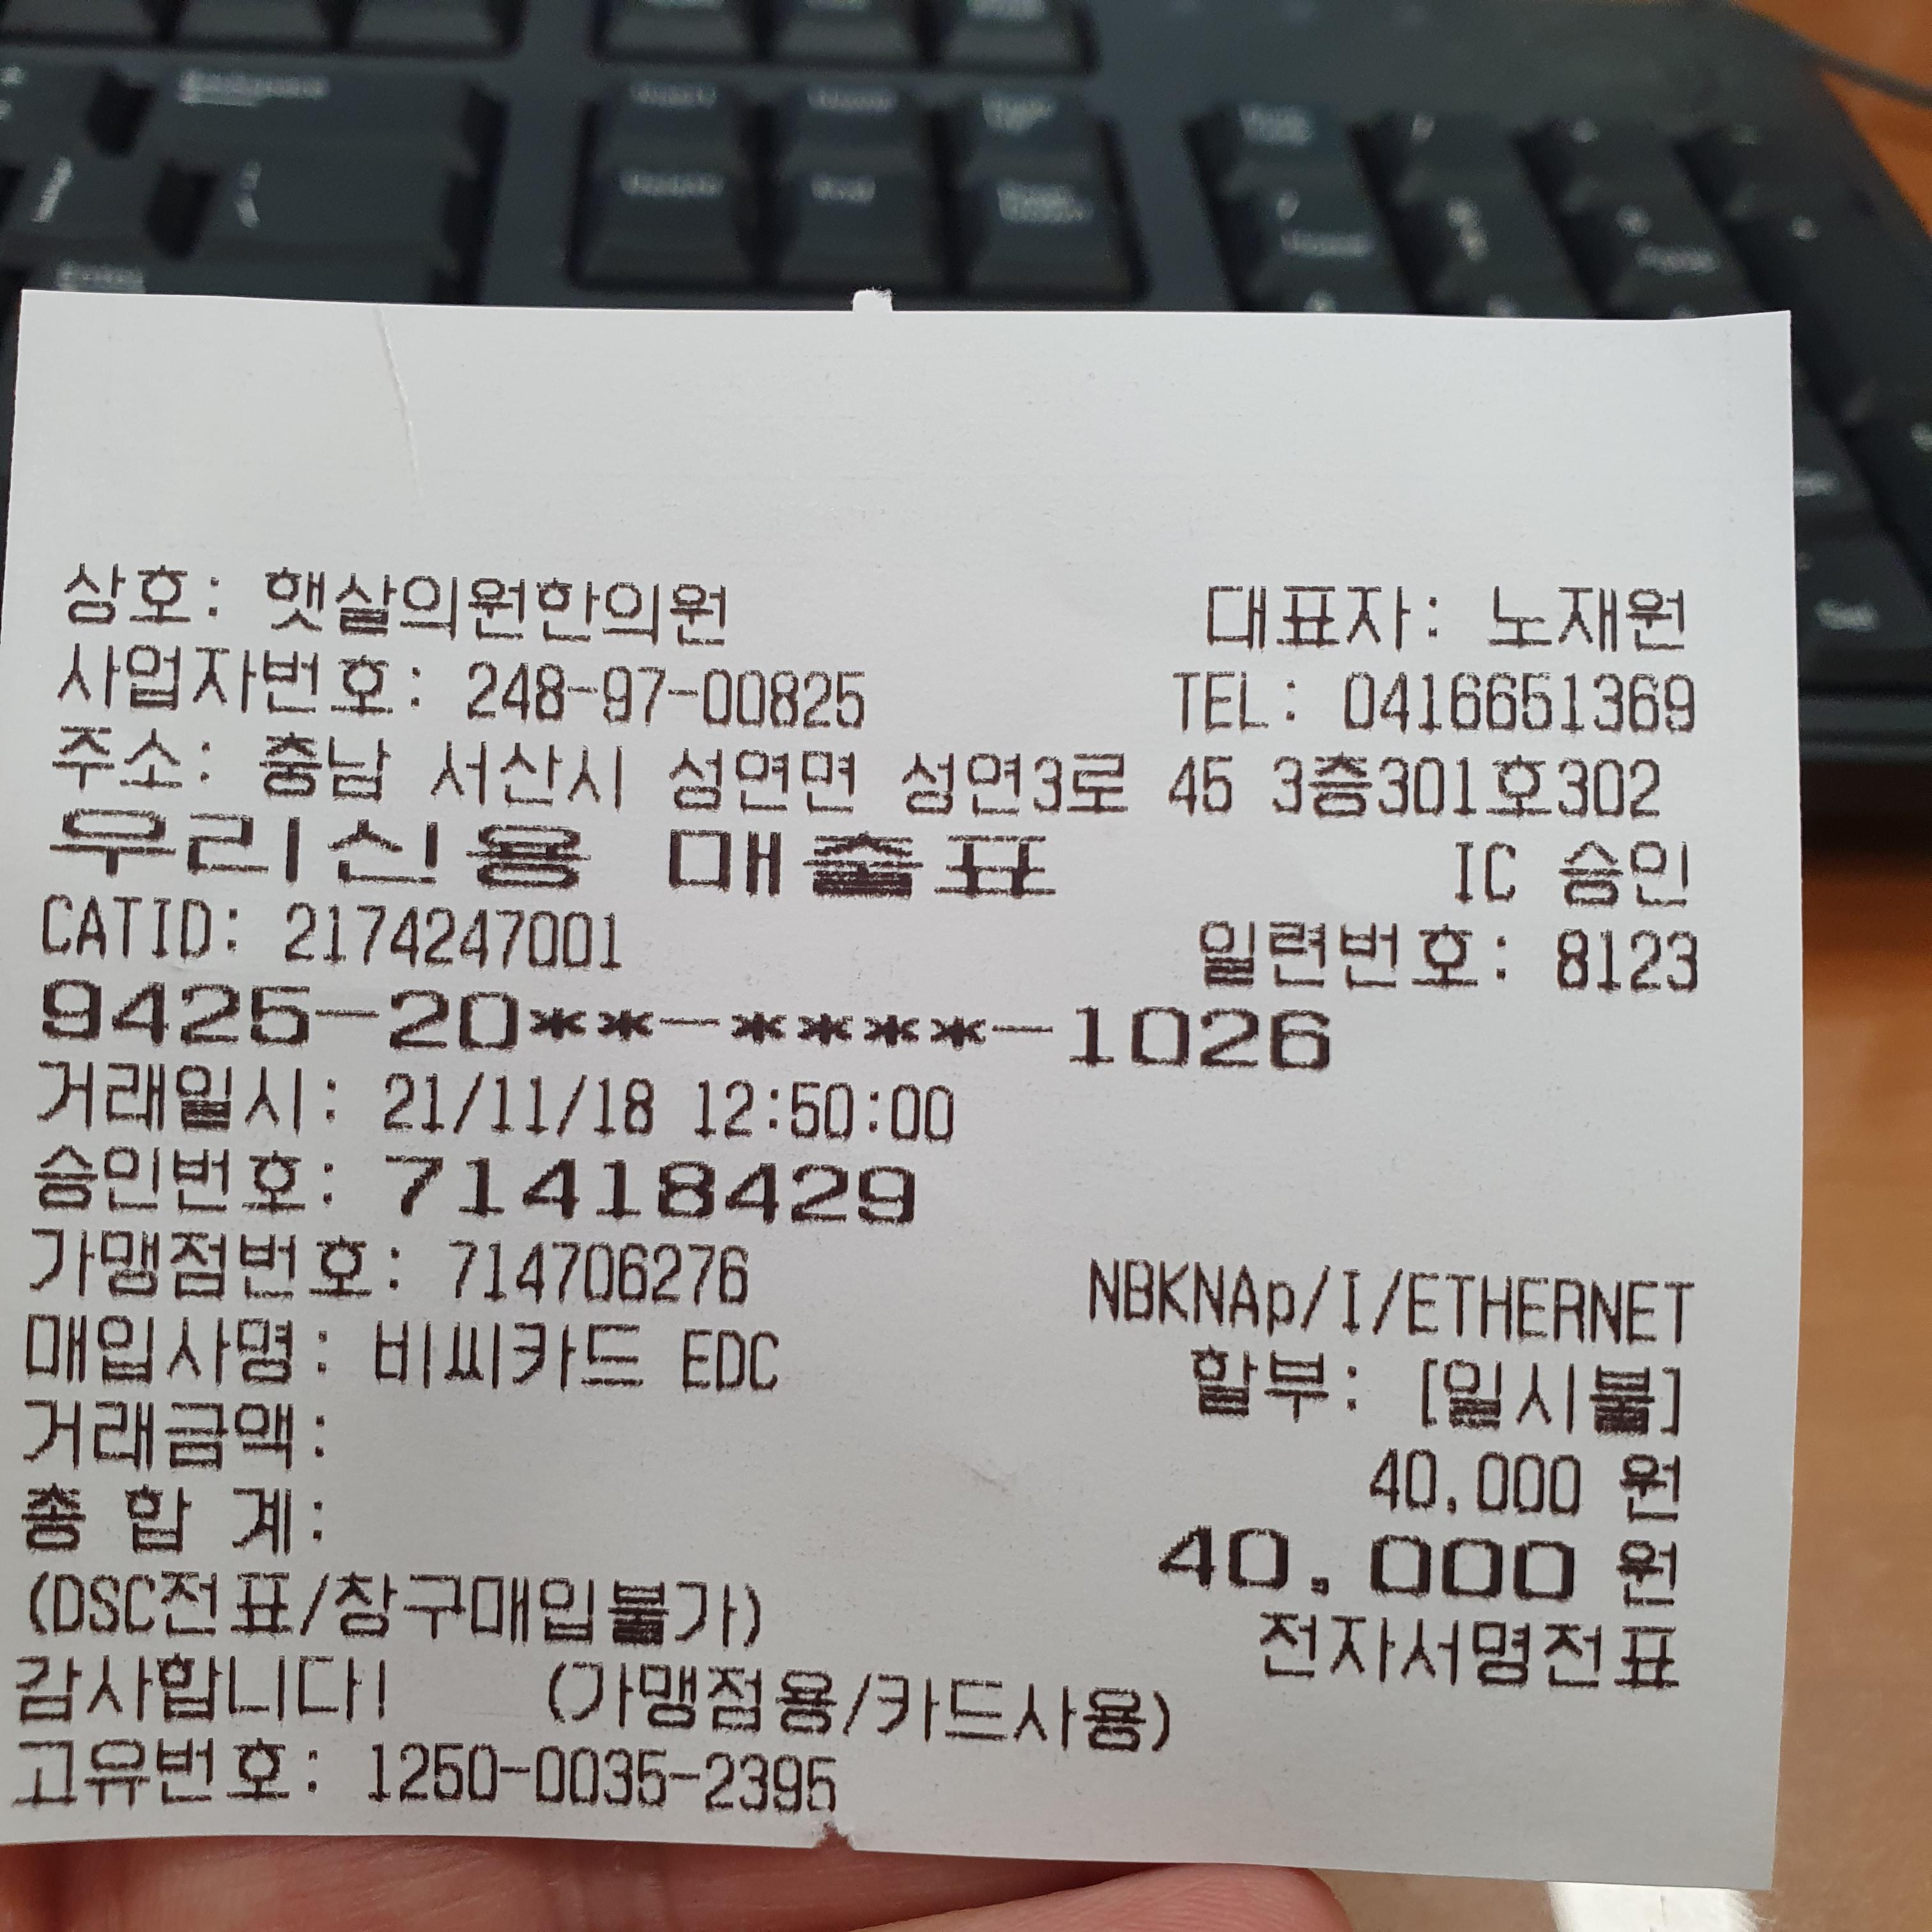 상호: 햇살의원한의원 대표자: 노재원
사업자번호: 248-97-00825 TEL: 0416651369
주소: 충남 서산시 성연면 성연3로 45 3층301호302
우리신용 매출표 IC 승인
CATID: 2174247001 일련번호: 8123
9425-20**-****-1026
거래일시: 21/11/18 12:50:00
승인번호: 71418429
가맹점번호: 714706276 NBKNAp/I/ETHERNET
매입사명: 비씨카드 EDC 할부: [일시불]
거래금액: 40,000 원
총 합 계: 40,000 원
(DSC전표/창구매입불가) 전자서명전표
감사합니다! (가맹점용/카드사용)
고유번호: 1250-0035-2395